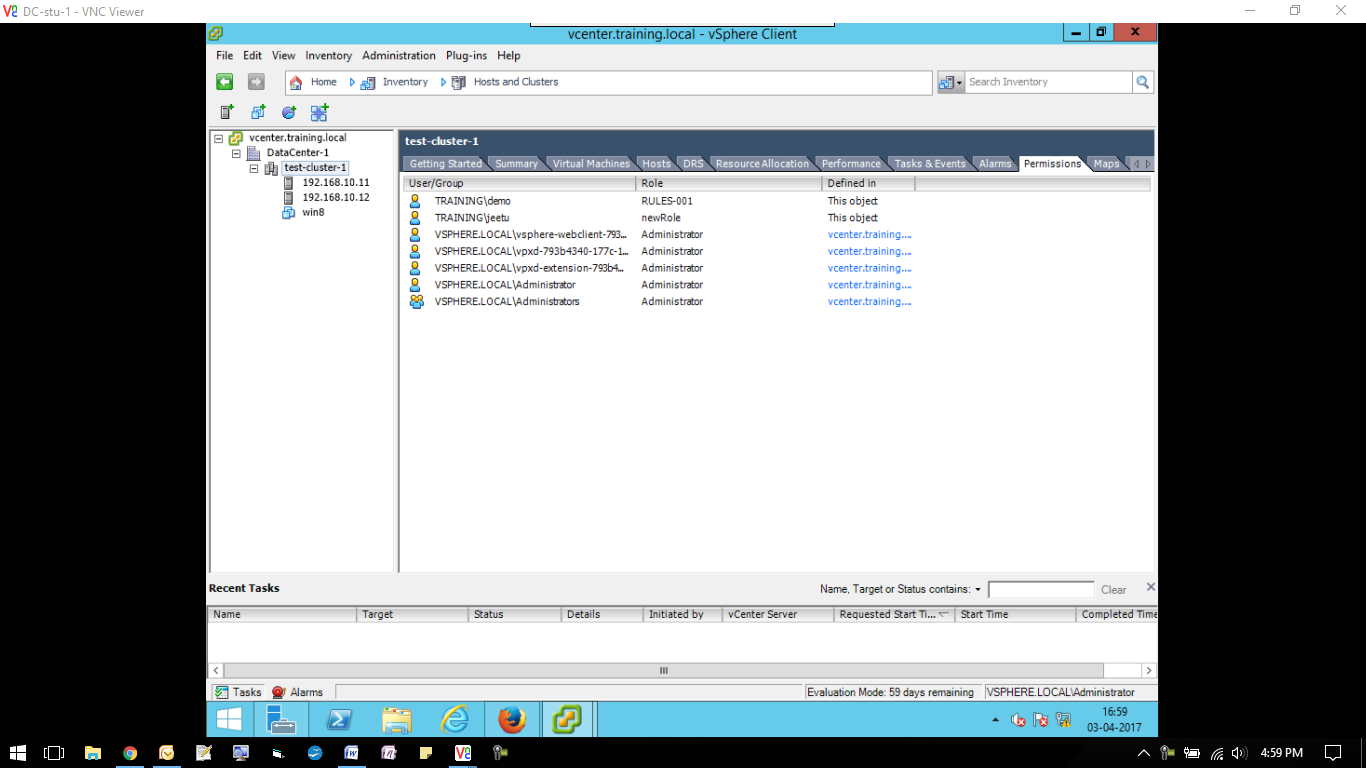 DC-stu-1 - VNC Viewer
vcenter.training.local - vSphere Client
File Edit View Inventory Administration Plug-ins Help
Home Inventory Hosts and Clusters Search Inventory
vcenter.training.local
DataCenter-1
test-cluster-1
192.168.10.11
192.168.10.12
win8
test-cluster-1
Getting Started Summary Virtual Machines Hosts DRS Resource Allocation Performance Tasks & Events Alarms Permissions Maps
User/Group Role Defined in
TRAINING\demo RULES-001 This object
TRAINING\jeetu newRole This object
VSPHERE.LOCAL\vsphere-webclient-793... Administrator vcenter.training....
VSPHERE.LOCAL\vpxd-793b4340-177c-1... Administrator vcenter.training....
VSPHERE.LOCAL\vpxd-extension-793b4... Administrator vcenter.training....
VSPHERE.LOCAL\Administrator Administrator vcenter.training....
VSPHERE.LOCAL\Administrators Administrator vcenter.training....
Recent Tasks Name, Target or Status contains: Clear
Name Target Status Details Initiated by vCenter Server Requested Start Ti... Start Time Completed Time
Tasks Alarms Evaluation Mode: 59 days remaining VSPHERE.LOCAL\Administrator
16:59
03-04-2017
4:59 PM